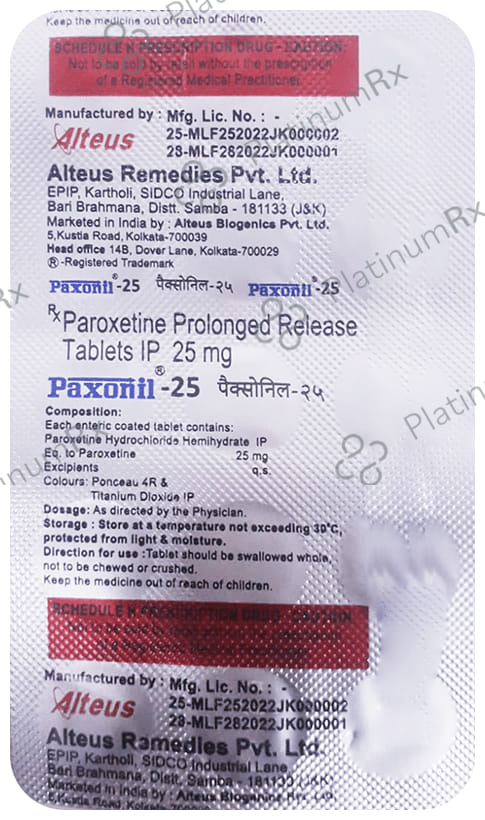 Keep the medicine out of reach of children.
SCHEDULE H PRESCRIPTION DRUG - CAUTION
Not to be sold by retail without the prescription
of a Registered Medical Practitioner.
Manufactured by : Mfg. Lic. No. : -
Alteus 25-MLF252022JK000002
28-MLF282022JK000001
Alteus Remedies Pvt. Ltd.
EPIP, Kartholi, SIDCO Industrial Lane,
Bari Brahmana, Distt. Samba - 181133 (J&K)
Marketed in India by : Alteus Biogenics Pvt. Ltd.
5,Kustia Road, Kolkata-700039
Head office 14B, Dover Lane, Kolkata-700029
®-Registered Trademark
Paxonil®-25 पैक्सोनिल-२५ Paxonil®-25
Rx Paroxetine Prolonged Release
Tablets IP 25 mg
Paxonil®-25 पैक्सोनिल-२५
Composition:
Each enteric coated tablet contains:
Paroxetine Hydrochloride Hemihydrate IP
Eq. to Paroxetine 25 mg
Excipients q.s.
Colours: Ponceau 4R &
Titanium Dioxide IP
Dosage: As directed by the Physician.
Storage : Store at a temperature not exceeding 30°C,
protected from light & moisture.
Direction for use :Tablet should be swallowed whole,
not to be chewed or crushed.
Keep the medicine out of reach of children.
SCHEDULE H PRESCRIPTION DRUG - CAUTION
Manufactured by : Mfg. Lic. No. : -
Alteus 25-MLF252022JK000002
28-MLF282022JK000001
Alteus Remedies Pvt. Ltd.
EPIP, Kartholi, SIDCO Industrial Lane,
Bari Brahmana, Distt. Samba - 181133 (J&K)
Marketed in India by : Alteus Biogenics Pvt. Ltd.
5,Kustia Road, Kolkata-700039
PlatinumRx
PlatinumRx